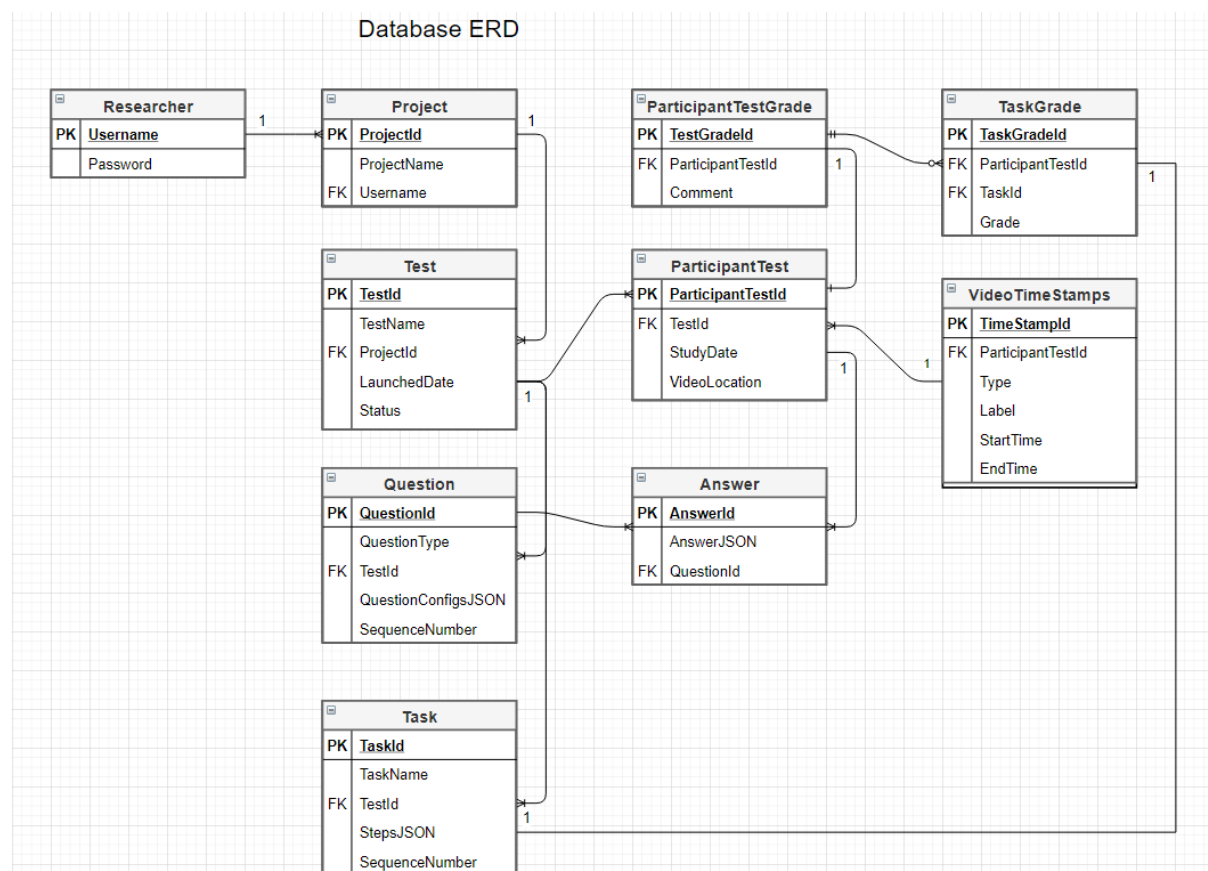 Database ERD
Researcher
PK Username
Password
1
Project
PK ProjectId
ProjectName
FK Username
1
ParticipantTestGrade
PK TestGradeId
FK ParticipantTestId
Comment
1
TaskGrade
PK TaskGradeId
FK ParticipantTestId
FK TaskId
Grade
1
Test
PK TestId
TestName
FK ProjectId
LaunchedDate
Status
1
ParticipantTest
PK ParticipantTestId
FK TestId
StudyDate
VideoLocation
1
VideoTimeStamps
PK TimeStampId
FK ParticipantTestId
Type
Label
StartTime
EndTime
1
Question
PK QuestionId
QuestionType
FK TestId
QuestionConfigsJSON
SequenceNumber
Answer
PK AnswerId
AnswerJSON
FK QuestionId
Task
PK TaskId
TaskName
FK TestId
StepsJSON
SequenceNumber
1